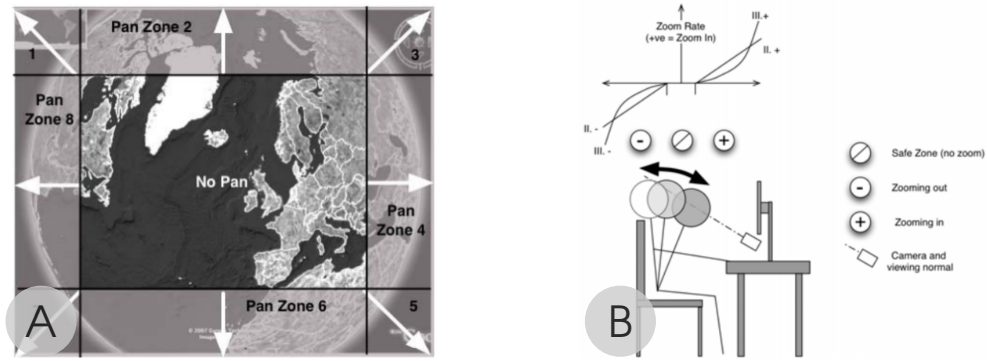 Pan Zone 2
1
3
Pan
Zone 8
No Pan
Pan
Zone 4
Pan Zone 6
5
A
© 2007
Image
Zoom Rate
(+ve = Zoom In)
III.+
II. +
II. -
III. -
-
+
Safe Zone (no zoom)
-
Zooming out
+
Zooming in
Camera and
viewing normal
B